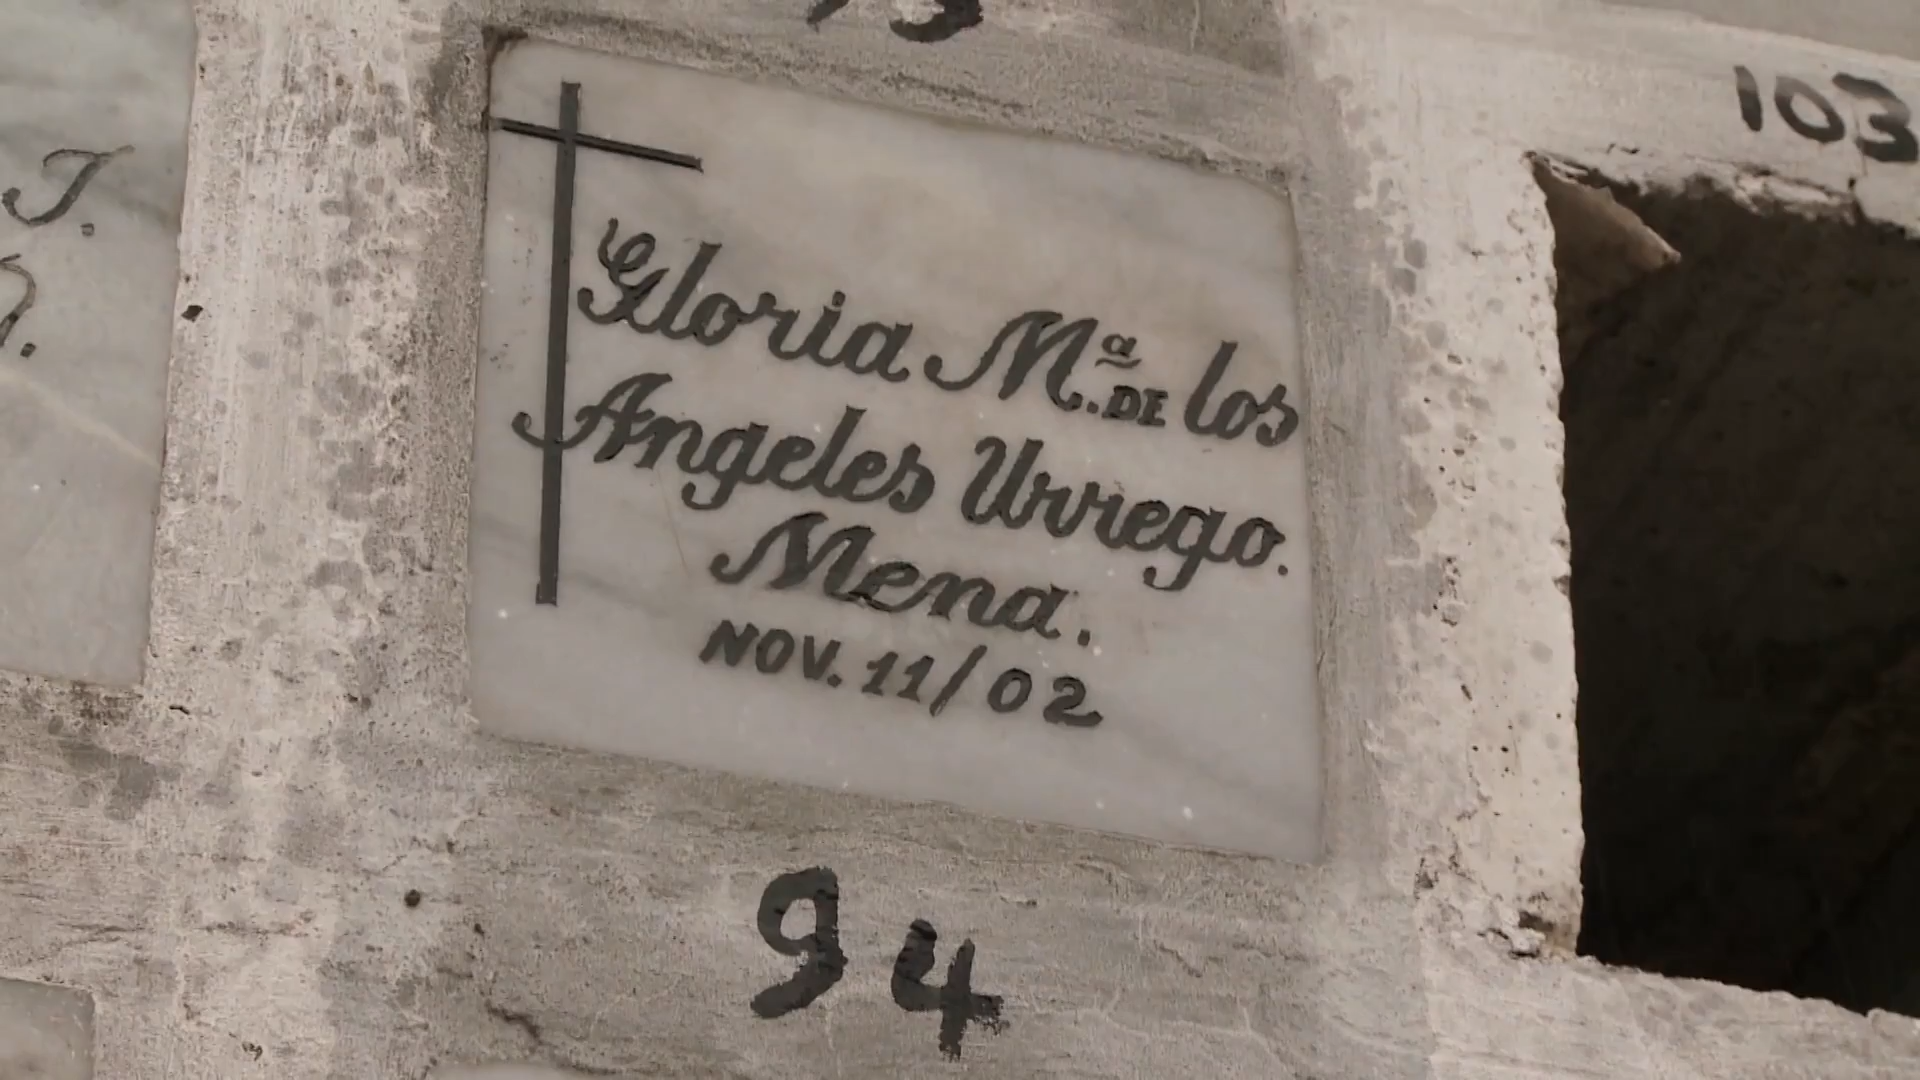 103
J.
Gloria Mª. DE los
Angeles Urrego.
Mena.
NOV. 11/02
94